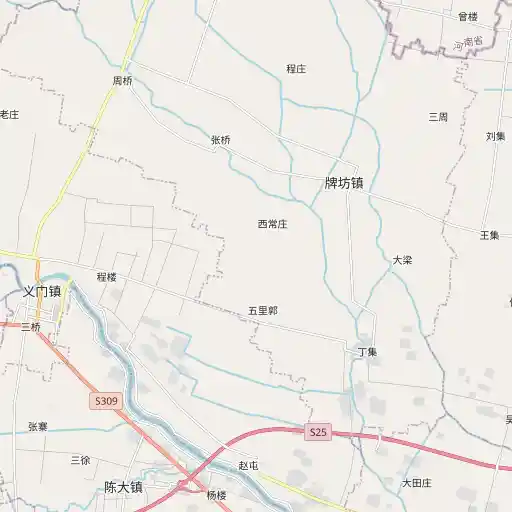 曾楼
河南省
程庄
周桥
老庄
三周
刘集
张桥
牌坊镇
西常庄
王集
大梁
程楼
义门镇
五里郭
三桥
丁集
S309
张寨
S25
三徐
赵屯
大田庄
陈大镇
杨楼